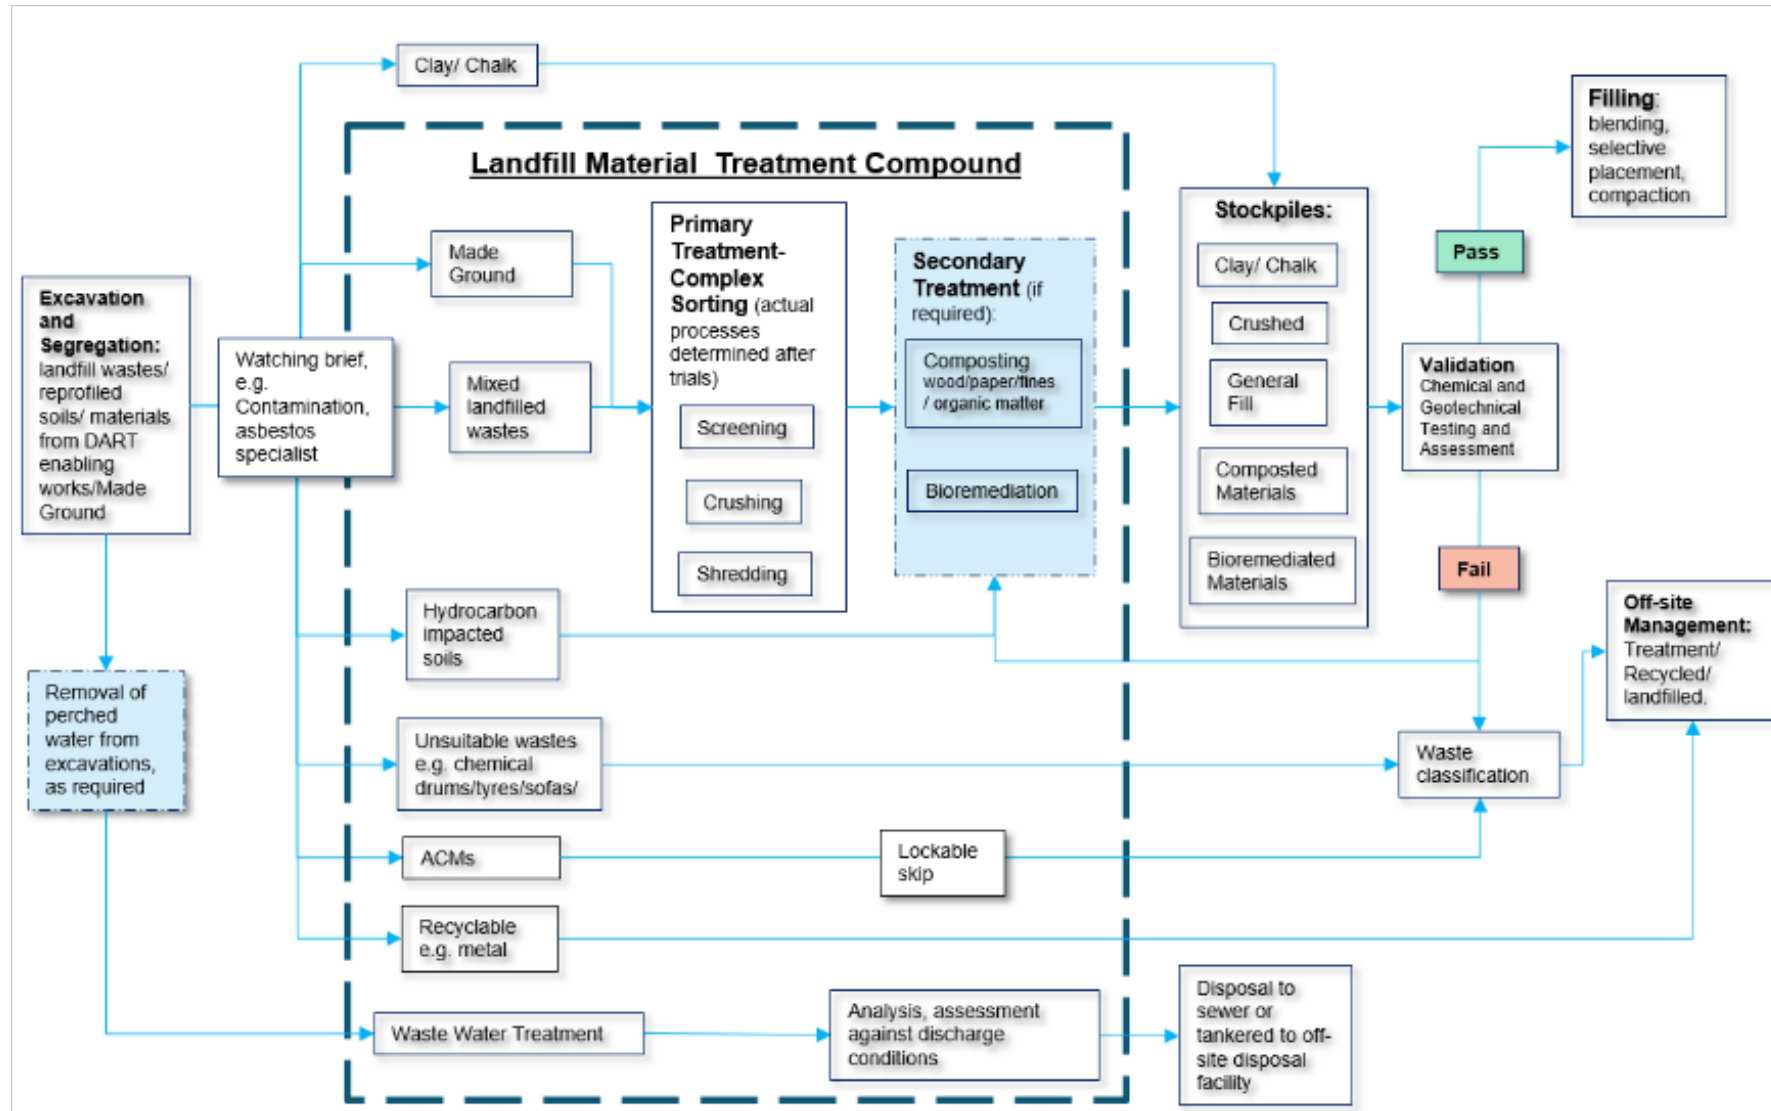 Clay/ Chalk
Landfill Material  Treatment Compound
Filling:
blending,
selective
placement,
compaction
Pass
Excavation
and
Segregation:
landfill wastes/
reprofiled
soils/ materials
from DART
enabling
works/Made
Ground
Watching brief,
e.g.
Contamination,
asbestos
specialist
Made
Ground
Mixed
landfilled
wastes
Primary
Treatment-
Complex
Sorting (actual
processes
determined after
trials)
Screening
Crushing
Shredding
Secondary
Treatment (if
required):
Composting
wood/paper/fines
/ organic matter
Bioremediation
Stockpiles:
Clay/ Chalk
Crushed
General
Fill
Composted
Materials
Bioremediated
Materials
Validation
Chemical and
Geotechnical
Testing and
Assessment
Fail
Hydrocarbon
impacted
soils
Off-site
Management:
Treatment/
Recycled/
landfilled.
Removal of
perched
water from
excavations,
as required
Unsuitable wastes
e.g. chemical
drums/tyres/sofas/
Waste
classification
ACMs
Lockable
skip
Recyclable
e.g. metal
Waste Water Treatment
Analysis, assessment
against discharge
conditions
Disposal to
sewer or
tankered to off-
site disposal
facility